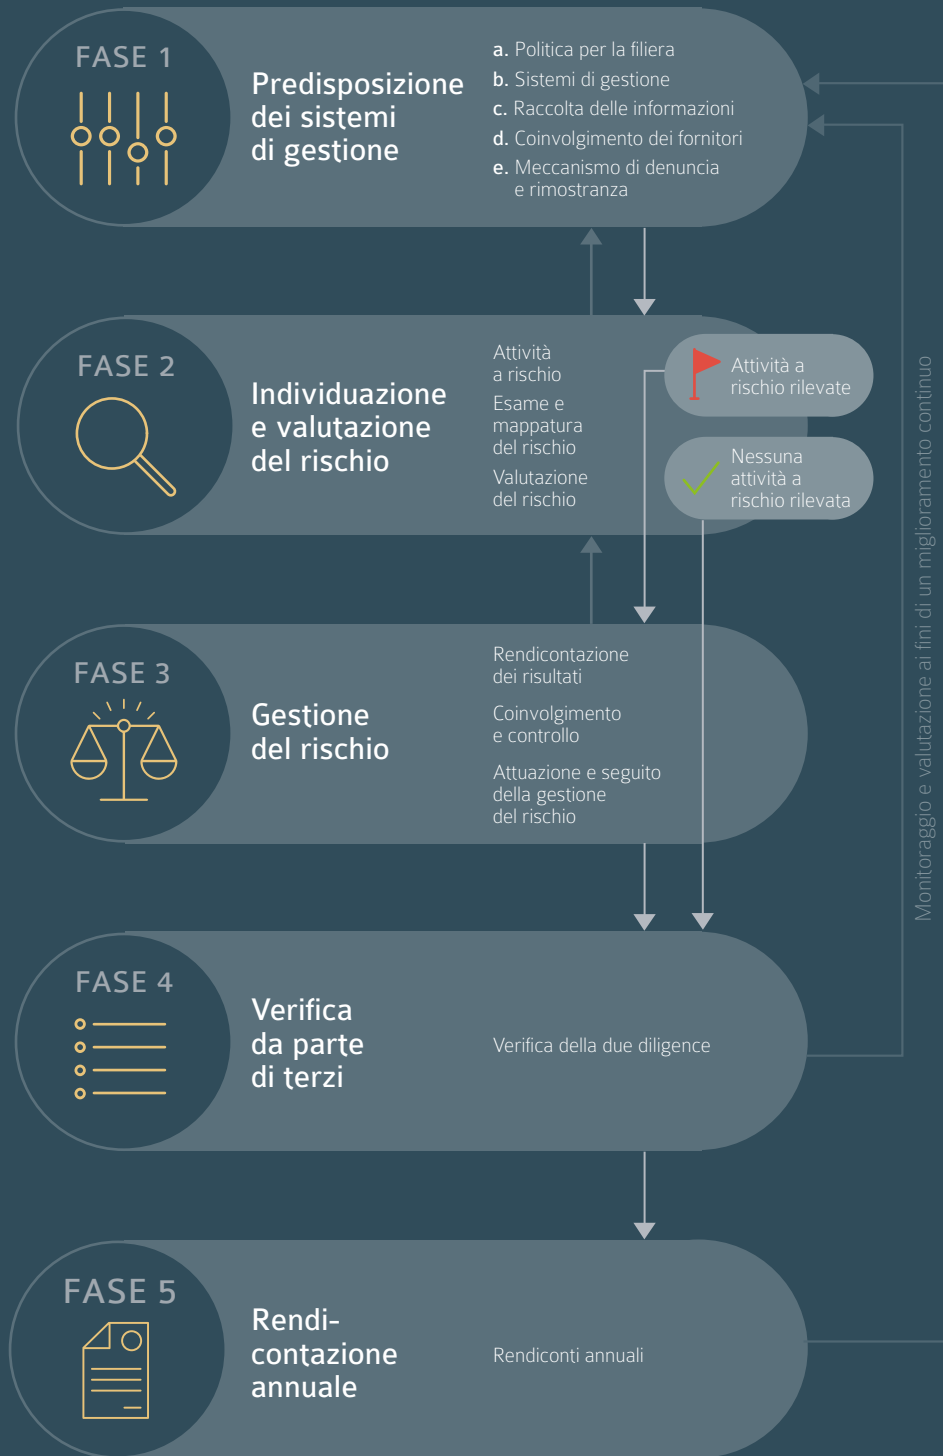 FASE 1
Predisposizione
dei sistemi
di gestione
a. Politica per la filiera
b. Sistemi di gestione
c. Raccolta delle informazioni
d. Coinvolgimento dei fornitori
e. Meccanismo di denuncia
e rimostranza
FASE 2
Individuazione
e valutazione
del rischio
Attività
a rischio
Esame e
mappatura
del rischio
Valutazione
del rischio
Attività a
rischio rilevate
Nessuna
attività a
rischio rilevata
FASE 3
Gestione
del rischio
Rendicontazione
dei risultati
Coinvolgimento
e controllo
Attuazione e seguito
della gestione
del rischio
FASE 4
Verifica
da parte
di terzi
Verifica della due diligence
FASE 5
Rendi-
contazione
annuale
Rendiconti annuali
Monitoraggio e valutazione ai fini di un miglioramento continuo